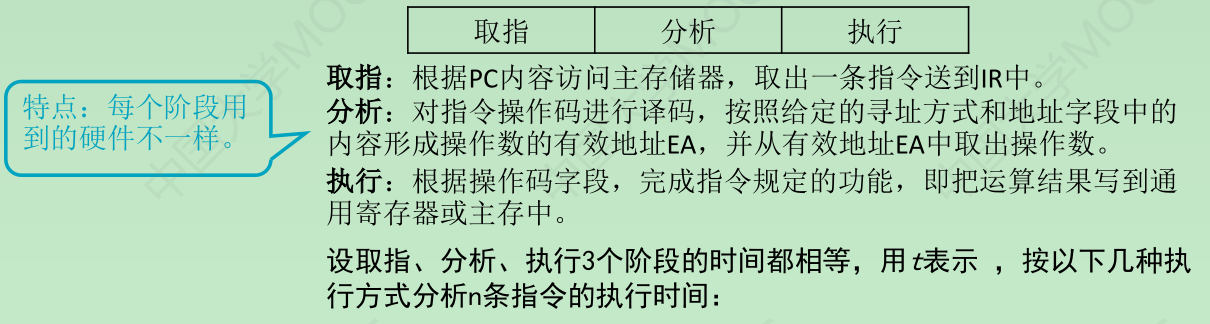 取指 分析 执行
取指：根据PC内容访问主存储器，取出一条指令送到IR中。
特点：每个阶段用
到的硬件不一样。
分析：对指令操作码进行译码，按照给定的寻址方式和地址字段中的
内容形成操作数的有效地址EA，并从有效地址EA中取出操作数。
执行：根据操作码字段，完成指令规定的功能，即把运算结果写到通
用寄存器或主存中。
设取指、分析、执行3个阶段的时间都相等，用t表示 ，按以下几种执
行方式分析n条指令的执行时间：